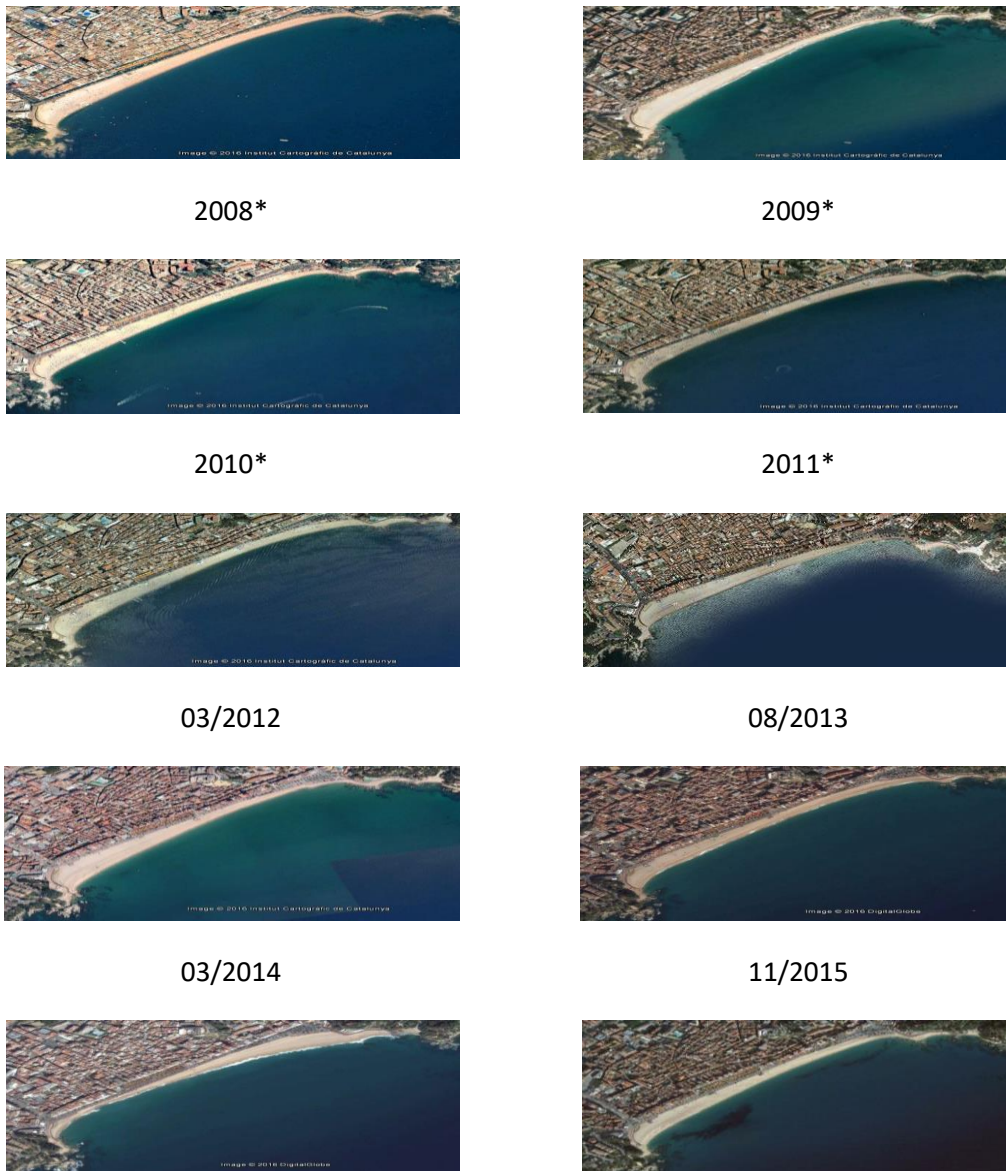 Image © 2016 Institut Cartogràfic de Catalunya
Image © 2016 Institut Cartogràfic de Catalunya
2008*
2009*
Image © 2016 Institut Cartogràfic de Catalunya
Image © 2016 Institut Cartogràfic de Catalunya
2010*
2011*
Image © 2016 Institut Cartogràfic de Catalunya
03/2012
08/2013
Image © 2016 Institut Cartogràfic de Catalunya
Image © 2016 DigitalGlobe
03/2014
11/2015
Image © 2016 DigitalGlobe